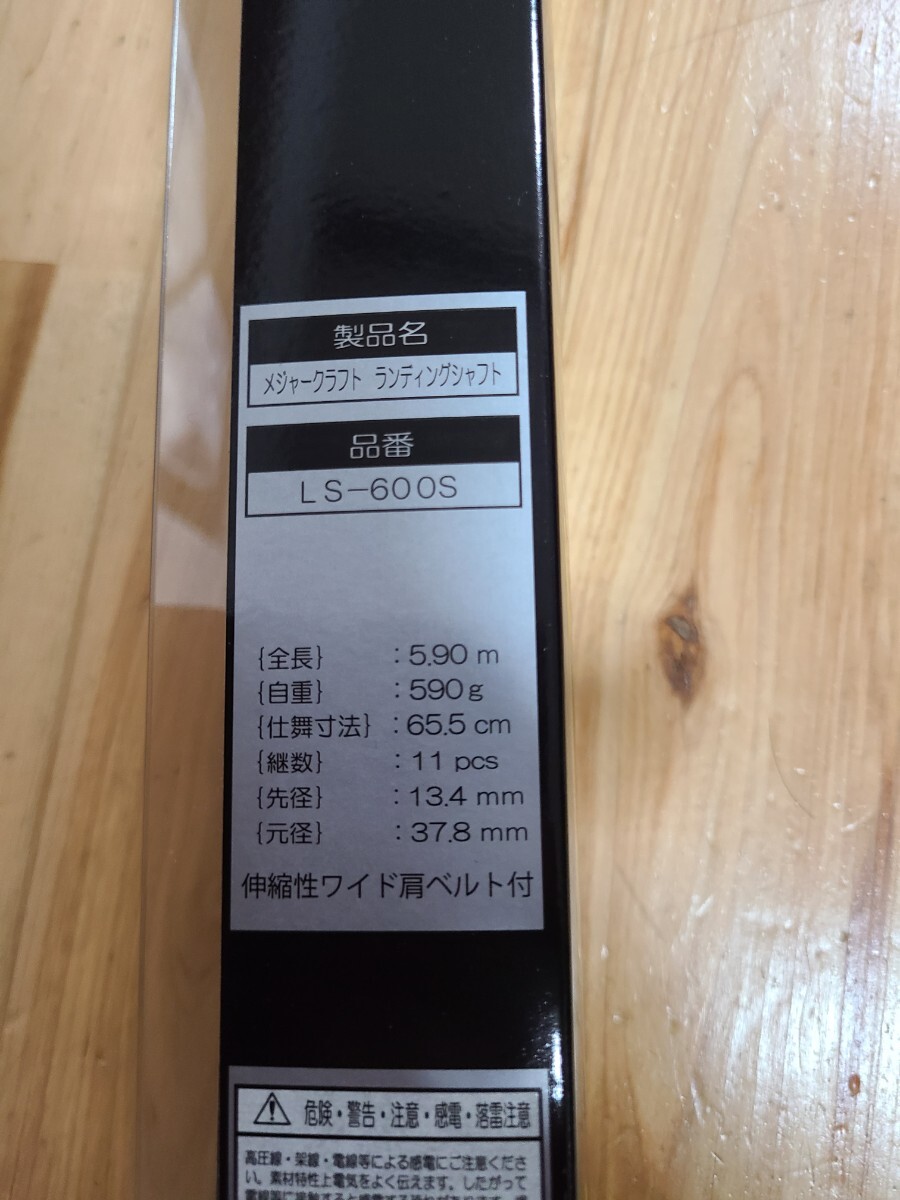 製品名
メジャークラフト ランディングシャフト
品番
LS-600S
{全長} : 5.90 m
{自重} : 590g
{仕舞寸法} : 65.5 cm
{継数} : 11 pcs
{先径} : 13.4 mm
{元径} : 37.8 mm
伸縮性ワイド肩ベルト付
危険・警告・注意・感電・落雷注意
高圧線・架線・電線等による感電にご注意くださ
い。素材特性上電気をよく伝えます。したがって